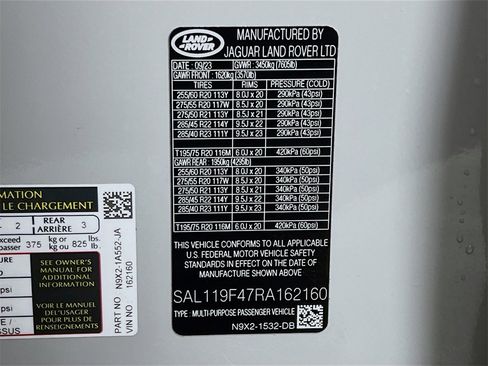 LAND
ROVER
MANUFACTURED BY
JAGUAR LAND ROVER LTD
DATE : 09/23 GVWR : 3450kg (7605lb)
GAWR FRONT : 1620kg (3570lb)
TIRES RIMS PRESSURE (COLD)
255/60 R20 113Y 8.0J x 20 290kPa (43psi)
275/55 R20 117W 8.0J x 20 290kPa (43psi)
275/50 R21 113Y 8.5J x 21 290kPa (43psi)
285/45 R22 114Y 9.5J x 22 290kPa (43psi)
285/40 R23 111Y 9.5J x 23 290kPa (43psi)
T195/75 R20 116M 6.0J x 20 420kPa (60psi)
GAWR REAR : 1950kg (4295lb)
255/60 R20 113Y 8.0J x 20 340kPa (50psi)
275/55 R20 117W 8.0J x 20 340kPa (50psi)
275/50 R21 113Y 8.5J x 21 340kPa (50psi)
285/45 R22 114Y 9.5J x 22 340kPa (50psi)
285/40 R23 111Y 9.5J x 23 340kPa (50psi)
T195/75 R20 116M 6.0J x 20 420kPa (60psi)
THIS VEHICLE CONFORMS TO ALL APPLICABLE
U.S. FEDERAL MOTOR VEHICLE SAFETY
STANDARDS IN EFFECT ON THE DATE OF
MANUFACTURE SHOWN ABOVE.
SAL119F47RA162160
TYPE : MULTI-PURPOSE PASSENGER VEHICLE
N9X2-1532-DB
LE CHARGEMENT
2 REAR
ARRIÈRE 3
375 kg or
kg ou 825 lbs.
lb.
SEE OWNER'S
MANUAL FOR
ADDITIONAL
INFORMATION
VOIR LE MANUEL
DE L'USAGER
POUR PLUS DE
RENSEIGNEMENTS
N9X2-1A552-JA
VIN NO 162160